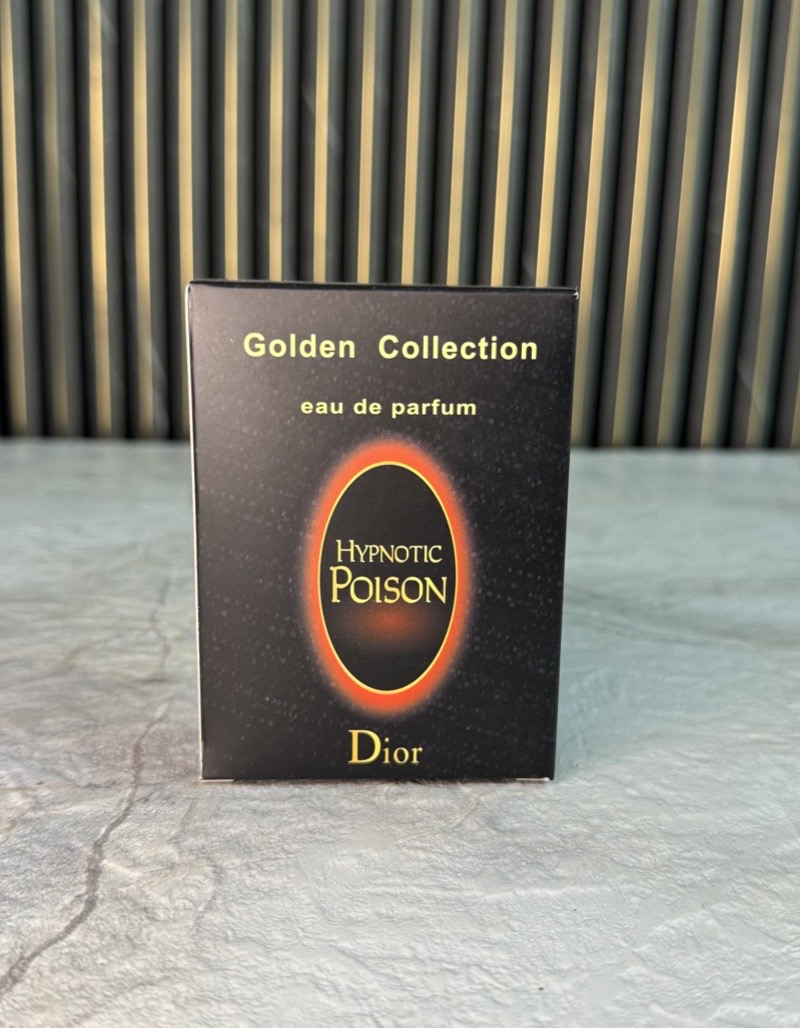 Golden Collection
eau de parfum
HYPNOTIC
POISON
Dior